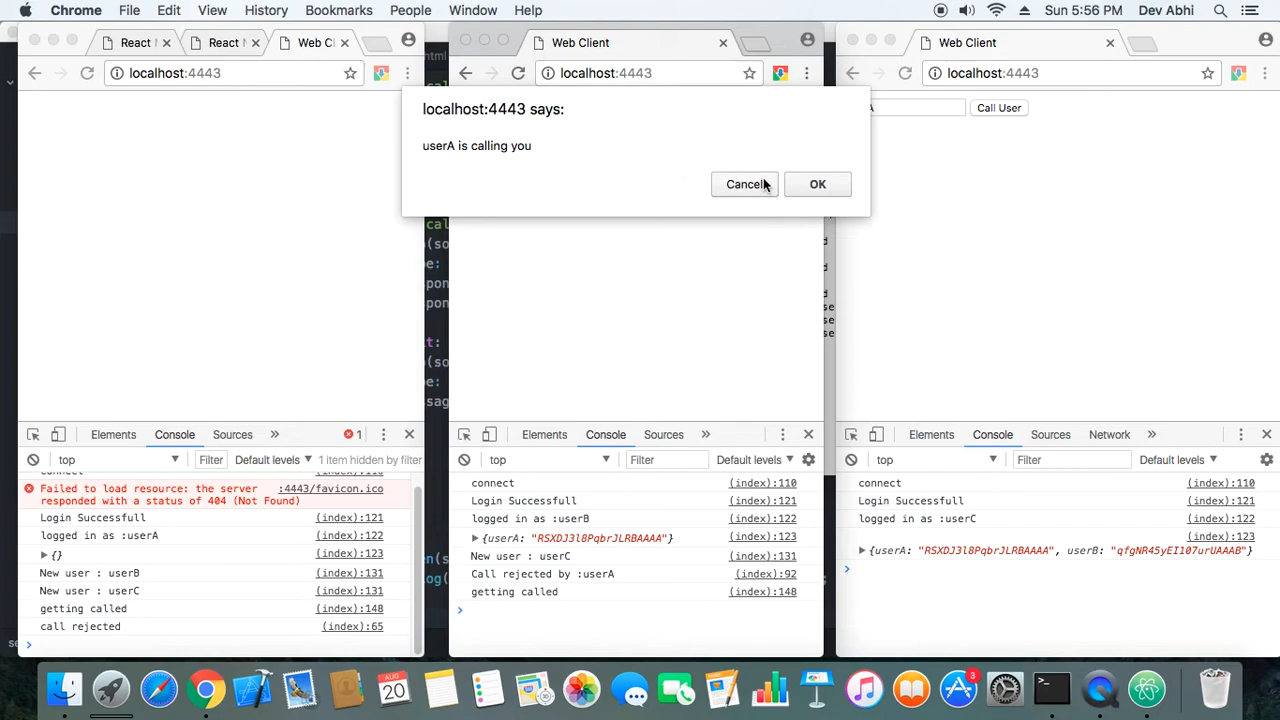 Chrome File Edit View History Bookmarks People Window Help Sun 5:56 PM Dev Abhi
React React Web C Web Client Web Client
localhost:4443 localhost:4443 localhost:4443
localhost:4443 says:
userA is calling you
Cancel OK
A Call User
Elements Console Sources » 1
top Filter Default levels 1 item hidden by filter
Failed to load resource: the server :4443/favicon.ico
responded with a status of 404 (Not Found)
Login Successfull (index):121
logged in as :userA (index):122
{} (index):123
New user : userB (index):131
New user : userC (index):131
getting called (index):148
call rejected (index):65
Elements Console Sources »
top Filter Default levels
connect (index):110
Login Successfull (index):121
logged in as :userB (index):122
{userA: "RSXDJ3l8PqbrJLRBAAAA"} (index):123
New user : userC (index):131
Call rejected by :userA (index):92
getting called (index):148
Elements Console Sources Network »
top Filter Default levels
connect (index):110
Login Successfull (index):121
logged in as :userC (index):122
(index):123
{userA: "RSXDJ3l8PqbrJLRBAAAA", userB: "qfgNR45yEI107urUAAAB"}
AUG
20
3